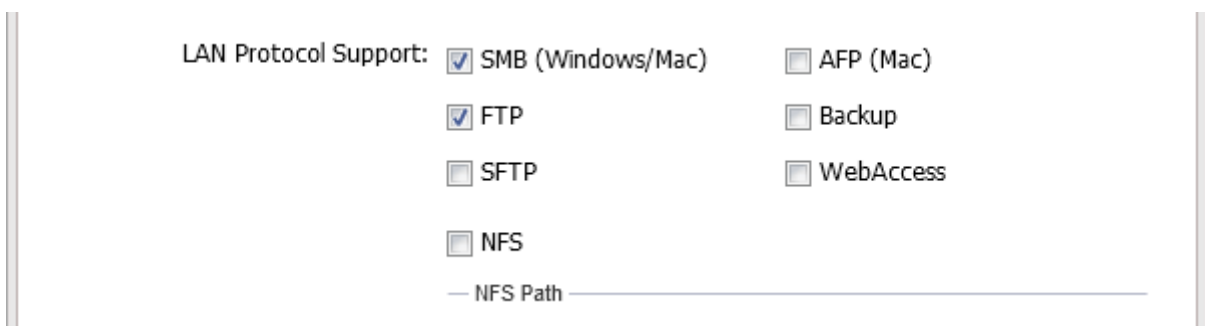 LAN Protocol Support: SMB (Windows/Mac) AFP (Mac)
FTP Backup
SFTP WebAccess
NFS
NFS Path